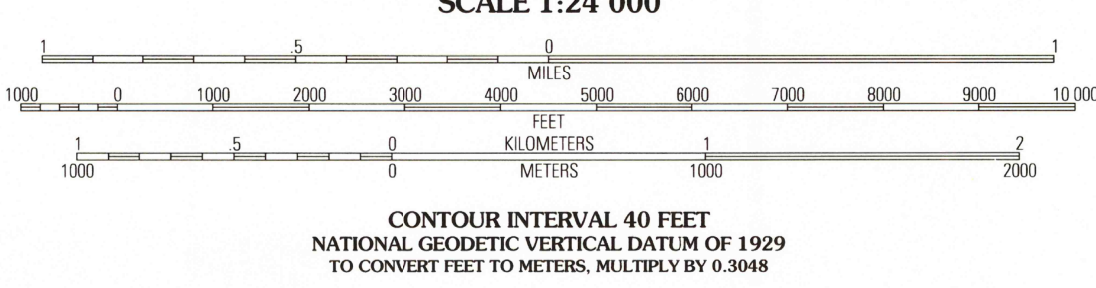 SCALE 1:24 000
1 .5 0 1
MILES
1000 0 1000 2000 3000 4000 5000 6000 7000 8000 9000 10 000
FEET
1 .5 0 KILOMETERS 1 2
1000 0 METERS 1000 2000
CONTOUR INTERVAL 40 FEET
NATIONAL GEODETIC VERTICAL DATUM OF 1929
TO CONVERT FEET TO METERS, MULTIPLY BY 0.3048